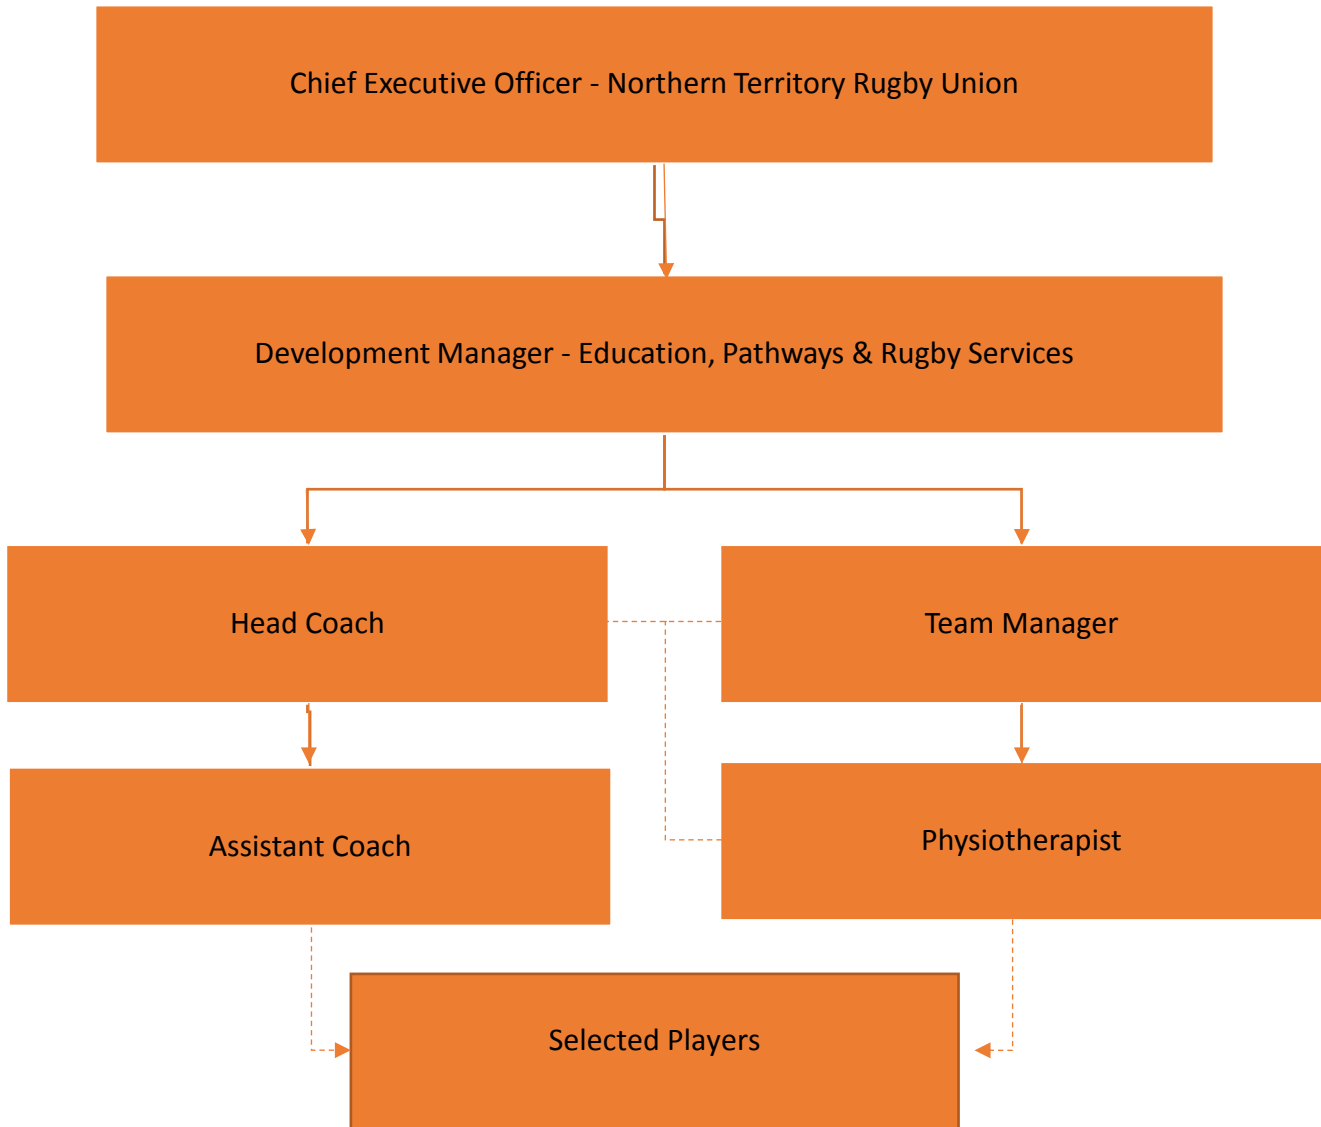 Chief Executive Officer - Northern Territory Rugby Union
Development Manager - Education, Pathways & Rugby Services
Head Coach
Team Manager
Assistant Coach
Physiotherapist
Selected Players